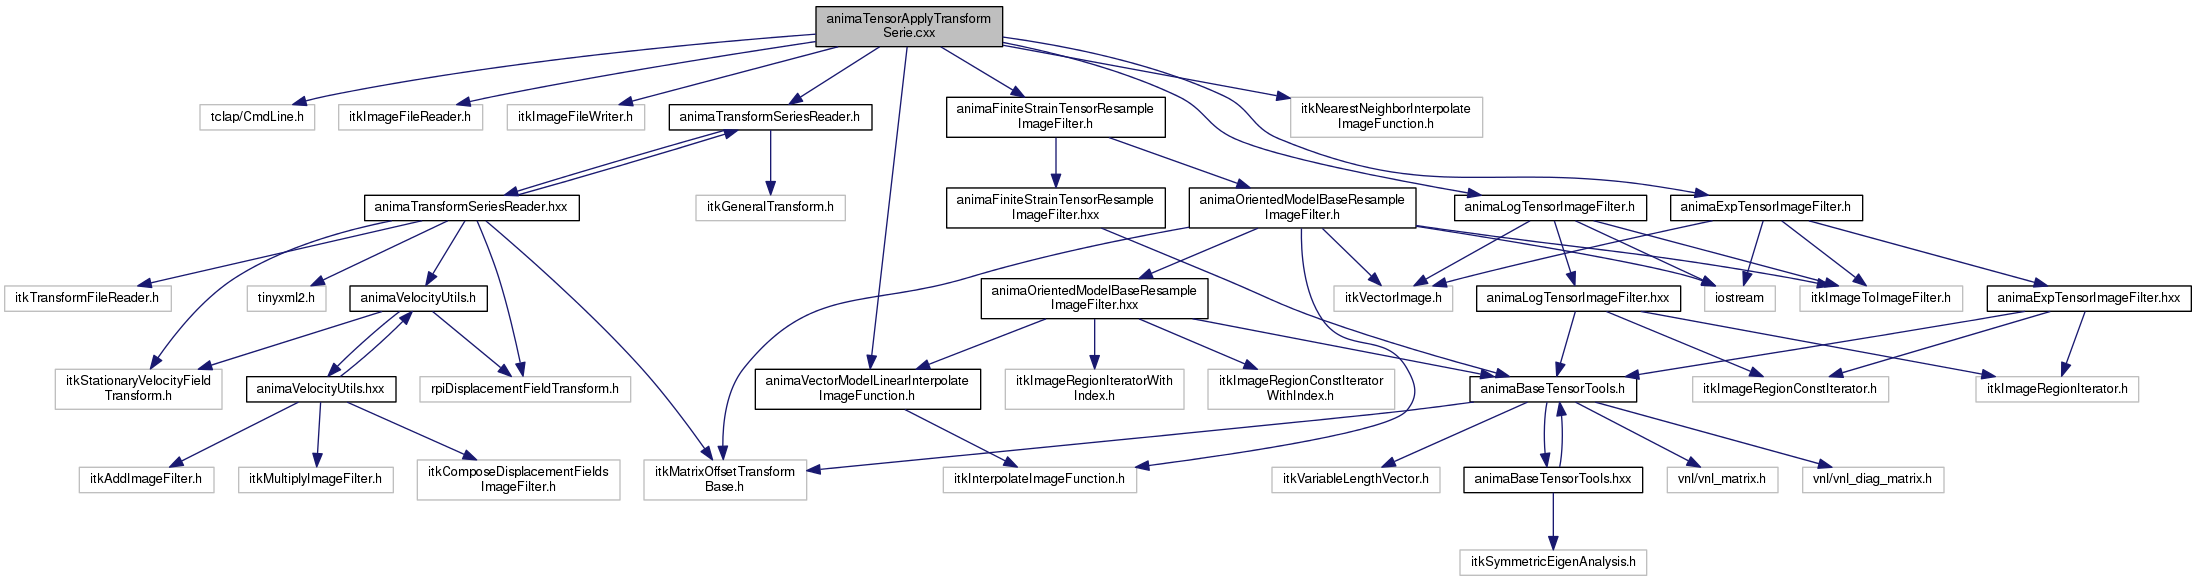 animaTensorApplyTransform
Serie.cxx
tclap/CmdLine.h
itkImageFileReader.h
itkImageFileWriter.h
animaTransformSeriesReader.h
animaFiniteStrainTensorResample
ImageFilter.h
itkNearestNeighborInterpolate
ImageFunction.h
animaTransformSeriesReader.hxx
itkGeneralTransform.h
animaFiniteStrainTensorResample
ImageFilter.hxx
animaOrientedModelBaseResample
ImageFilter.h
animaLogTensorImageFilter.h
animaExpTensorImageFilter.h
itkTransformFileReader.h
tinyxml2.h
animaVelocityUtils.h
animaOrientedModelBaseResample
ImageFilter.hxx
itkVectorImage.h
animaLogTensorImageFilter.hxx
iostream
itkImageToImageFilter.h
animaExpTensorImageFilter.hxx
itkStationaryVelocityField
Transform.h
animaVelocityUtils.hxx
rpiDisplacementFieldTransform.h
animaVectorModelLinearInterpolate
ImageFunction.h
itkImageRegionIteratorWith
Index.h
itkImageRegionConstIterator
WithIndex.h
animaBaseTensorTools.h
itkImageRegionConstIterator.h
itkImageRegionIterator.h
itkAddImageFilter.h
itkMultiplyImageFilter.h
itkComposeDisplacementFields
ImageFilter.h
itkMatrixOffsetTransform
Base.h
itkInterpolateImageFunction.h
itkVariableLengthVector.h
animaBaseTensorTools.hxx
vnl/vnl_matrix.h
vnl/vnl_diag_matrix.h
itkSymmetricEigenAnalysis.h